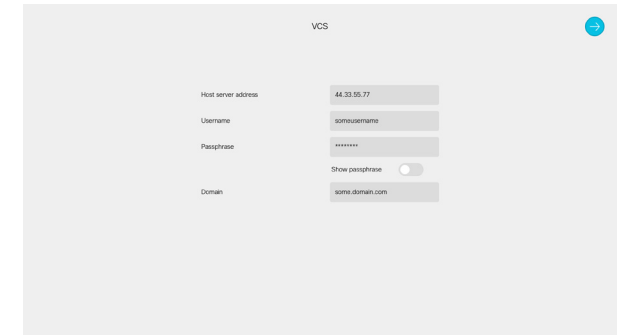 VCS
Host server address 44.33.55.77
Username someusername
Passphrase ********
Show passphrase
Domain some.domain.com